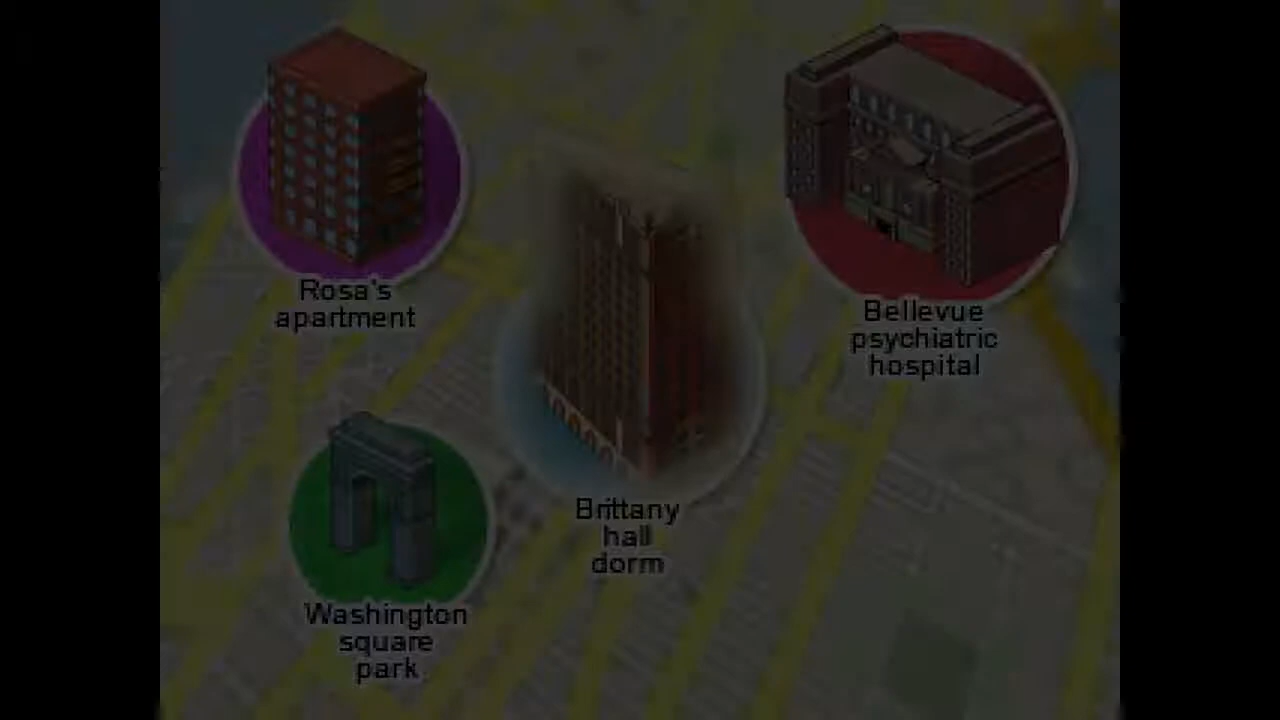 Rosa's
apartment
Bellevue
psychiatric
hospital
Brittany
hall
dorm
Washington
square
park